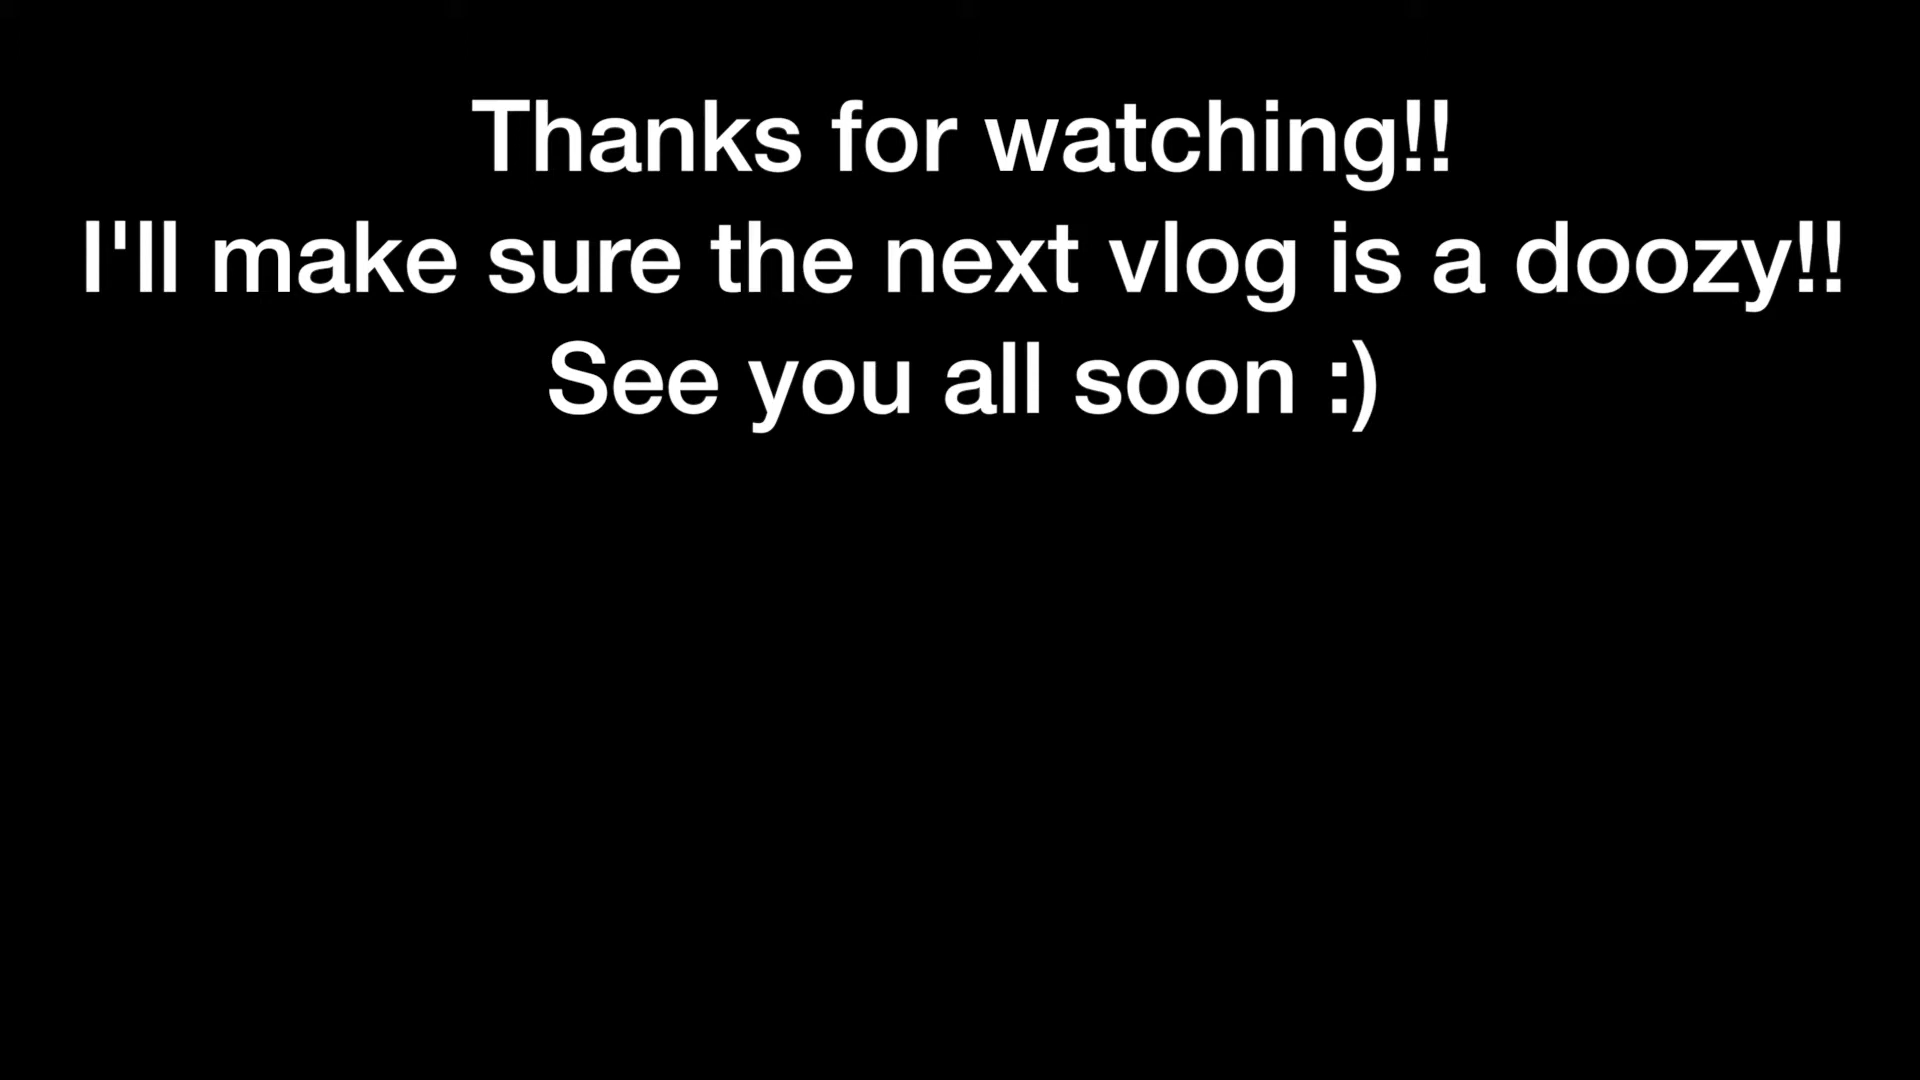 Thanks for watching!!
I'll make sure the next vlog is a doozy!!
See you all soon :)